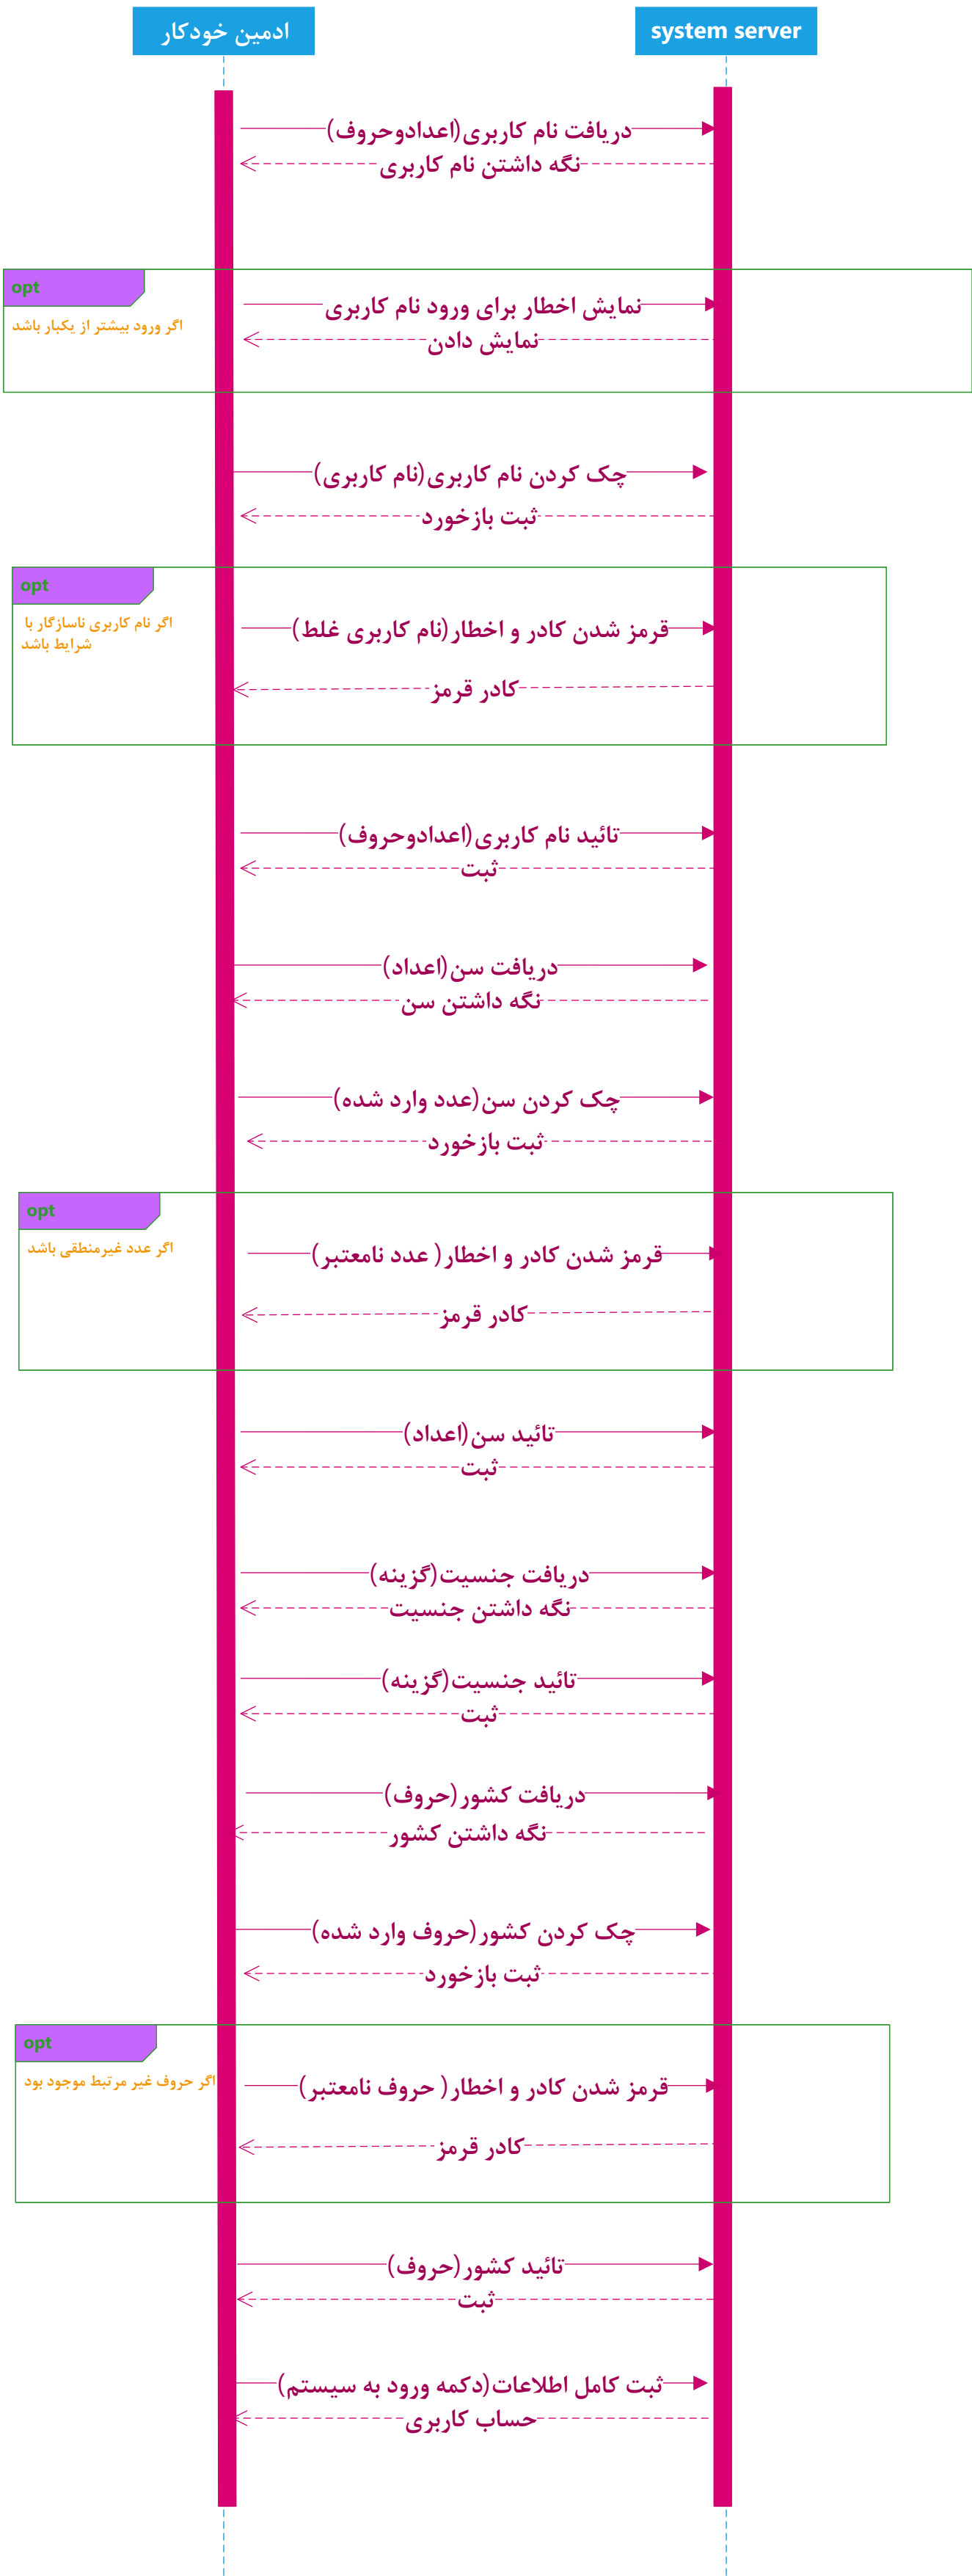 ادمین خودکار
system server
دریافت نام کاربری(اعدادوحروف)
نگه داشتن نام کاربری
opt
اگر ورود بیشتر از یکبار باشد
نمایش اخطار برای ورود نام کاربری
نمایش دادن
چک کردن نام کاربری(نام کاربری)
ثبت بازخورد
opt
اگر نام کاربری ناسازگار با
شرایط باشد
قرمز شدن کادر و اخطار(نام کاربری غلط)
کادر قرمز
تائید نام کاربری(اعدادوحروف)
ثبت
دریافت سن(اعداد)
نگه داشتن سن
چک کردن سن(عدد وارد شده)
ثبت بازخورد
opt
اگر عدد غیرمنطقی باشد
قرمز شدن کادر و اخطار( عدد نامعتبر)
کادر قرمز
تائید سن(اعداد)
ثبت
دریافت جنسیت(گزینه)
نگه داشتن جنسیت
تائید جنسیت(گزینه)
ثبت
دریافت کشور(حروف)
نگه داشتن کشور
چک کردن کشور(حروف وارد شده)
ثبت بازخورد
opt
اگر حروف غیر مرتبط موجود بود
قرمز شدن کادر و اخطار( حروف نامعتبر)
کادر قرمز
تائید کشور(حروف)
ثبت
ثبت کامل اطلاعات(دکمه ورود به سیستم)
حساب کاربری